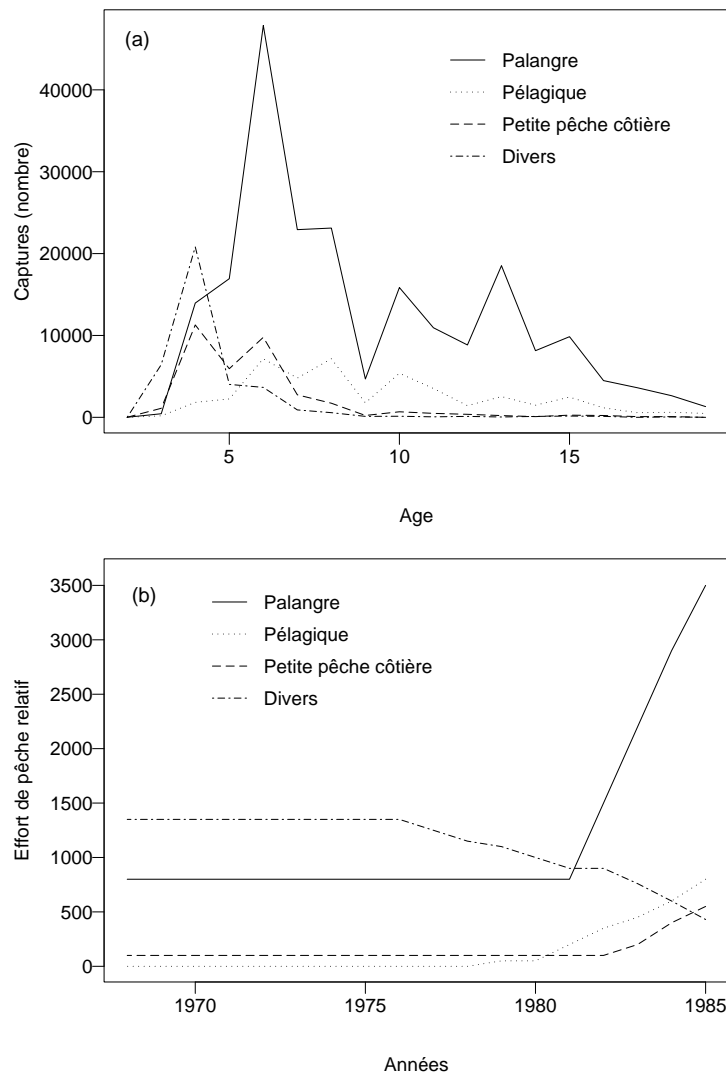 (a)
Palangre
Pélagique
Petite pêche côtière
Divers
Captures (nombre)
40000
30000
20000
10000
0
5
10
15
Age
(b)
Palangre
Pélagique
Petite pêche côtière
Divers
Effort de pêche relatif
3500
3000
2500
2000
1500
1000
500
0
1970
1975
1980
1985
Années